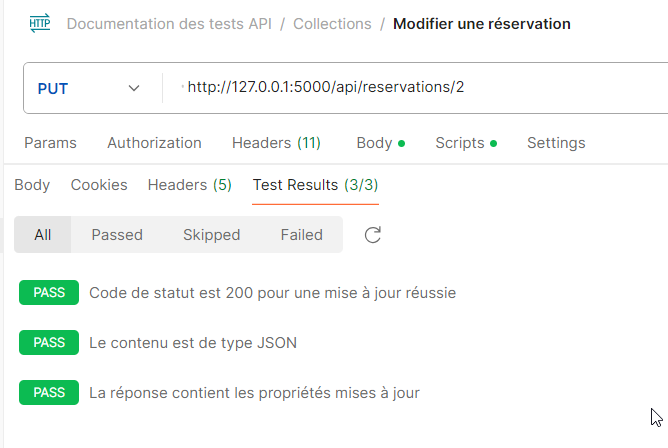 HTTP Documentation des tests API / Collections / Modifier une réservation
PUT http://127.0.0.1:5000/api/reservations/2
Params Authorization Headers (11) Body Scripts Settings
Body Cookies Headers (5) Test Results (3/3)
All Passed Skipped Failed
PASS Code de statut est 200 pour une mise à jour réussie
PASS Le contenu est de type JSON
PASS La réponse contient les propriétés mises à jour